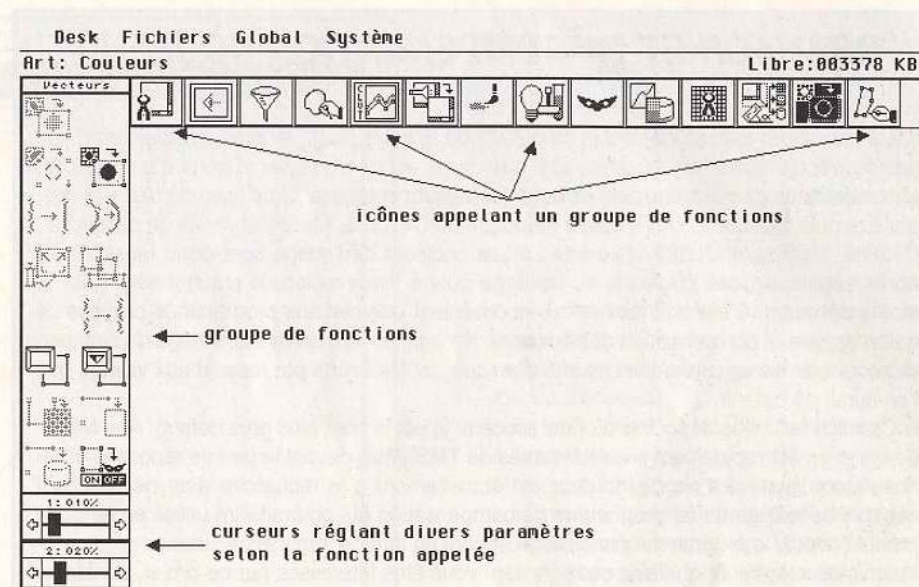 Desk Fichiers Global Système
Art: Couleurs Libre:003378 KB
Vecteurs
CLUT
icônes appelant un groupe de fonctions
groupe de fonctions
ON OFF
1:010%
2:020%
curseurs réglant divers paramètres
selon la fonction appelée